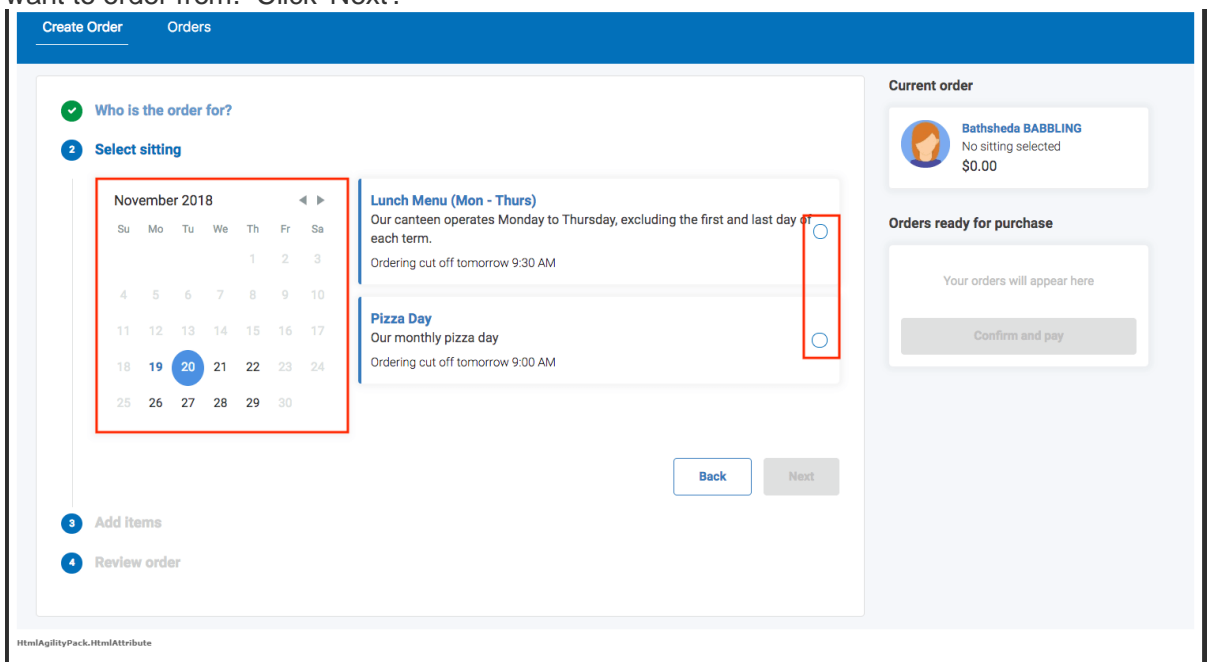 want to order from. Click 'Next'.
Create Order Orders
Who is the order for?
2 Select sitting
November 2018
Su Mo Tu We Th Fr Sa
1 2 3
4 5 6 7 8 9 10
11 12 13 14 15 16 17
18 19 20 21 22 23 24
25 26 27 28 29 30
Lunch Menu (Mon - Thurs)
Our canteen operates Monday to Thursday, excluding the first and last day of
each term.
Ordering cut off tomorrow 9:30 AM
Pizza Day
Our monthly pizza day
Ordering cut off tomorrow 9:00 AM
Back Next
3 Add items
4 Review order
Current order
Bathsheda BABBLING
No sitting selected
$0.00
Orders ready for purchase
Your orders will appear here
Confirm and pay
HtmlAgilityPack.HtmlAttribute